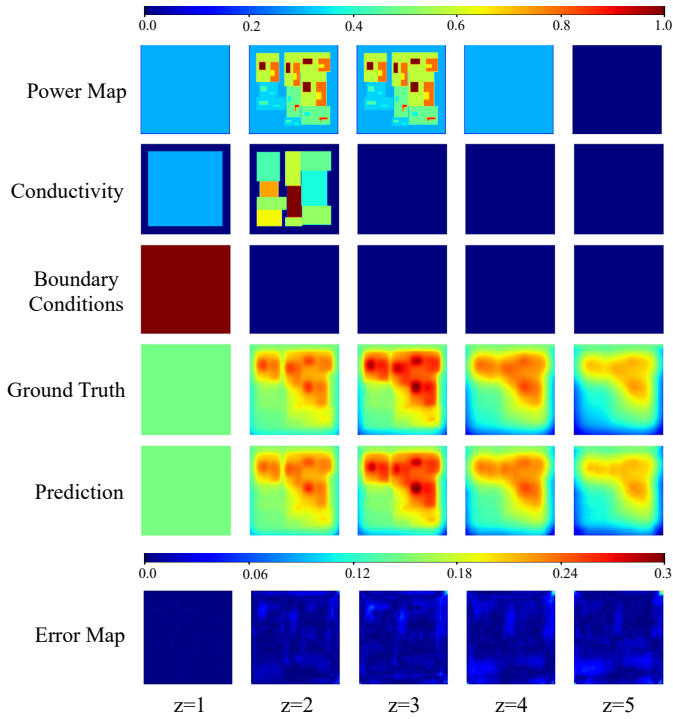 0.0 0.2 0.4 0.6 0.8 1.0
Power Map
Conductivity
Boundary
Conditions
Ground Truth
Prediction
0.0 0.06 0.12 0.18 0.24 0.3
Error Map
z=1 z=2 z=3 z=4 z=5